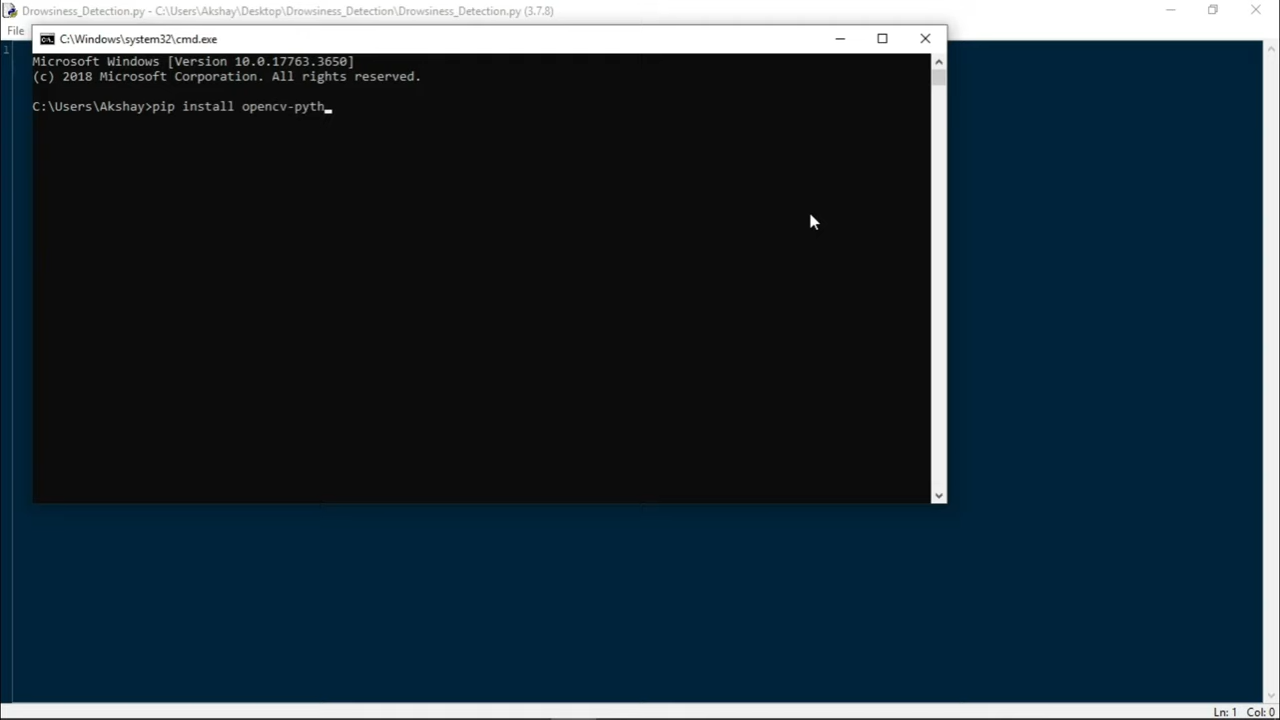 Drowsiness_Detection.py - C:\Users\Akshay\Desktop\Drowsiness_Detection\Drowsiness_Detection.py (3.7.8)
File
1
C:\Windows\system32\cmd.exe
Microsoft Windows [Version 10.0.17763.3650]
(c) 2018 Microsoft Corporation. All rights reserved.
C:\Users\Akshay>pip install opencv-pyth_
Ln: 1 Col: 0